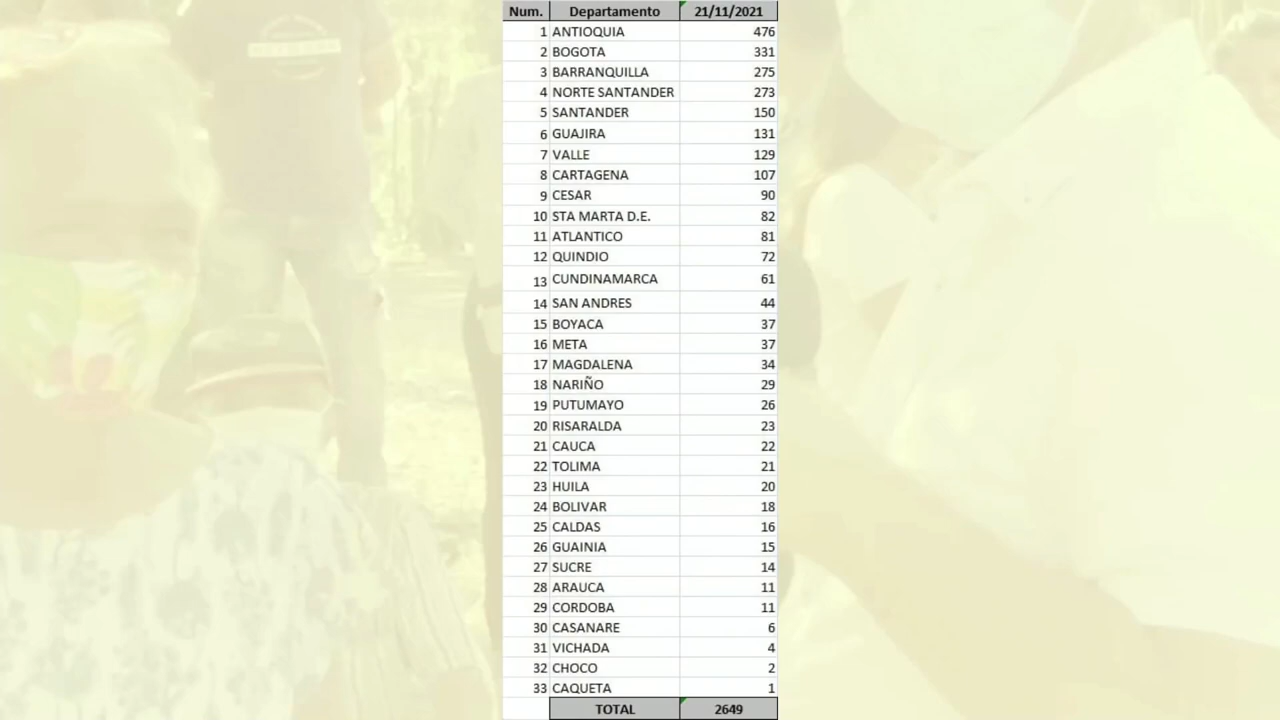 Num. Departamento 21/11/2021
1 ANTIOQUIA 476
2 BOGOTA 331
3 BARRANQUILLA 275
4 NORTE SANTANDER 273
5 SANTANDER 150
6 GUAJIRA 131
7 VALLE 129
8 CARTAGENA 107
9 CESAR 90
10 STA MARTA D.E. 82
11 ATLANTICO 81
12 QUINDIO 72
13 CUNDINAMARCA 61
14 SAN ANDRES 44
15 BOYACA 37
16 META 37
17 MAGDALENA 34
18 NARIÑO 29
19 PUTUMAYO 26
20 RISARALDA 23
21 CAUCA 22
22 TOLIMA 21
23 HUILA 20
24 BOLIVAR 18
25 CALDAS 16
26 GUAINIA 15
27 SUCRE 14
28 ARAUCA 11
29 CORDOBA 11
30 CASANARE 6
31 VICHADA 4
32 CHOCO 2
33 CAQUETA 1
TOTAL 2649